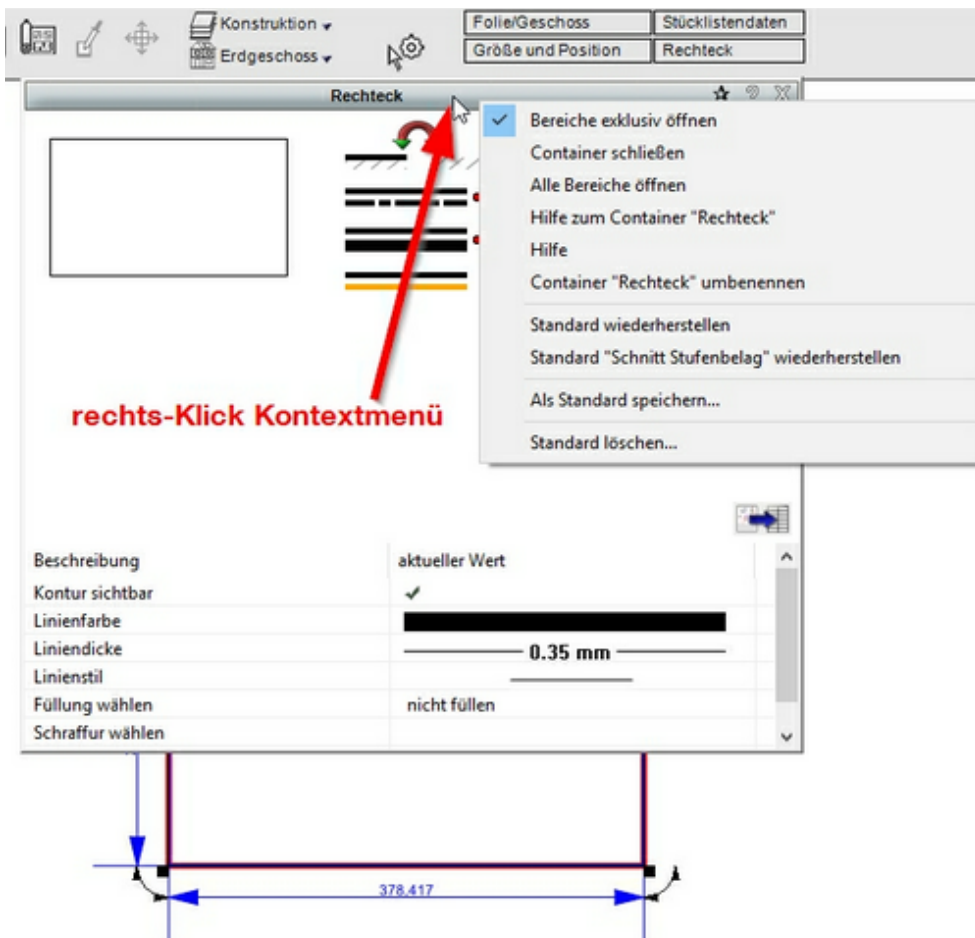 Konstruktion
Erdgeschoss
Folie/Geschoss
Stücklistendaten
Größe und Position
Rechteck
Rechteck
Bereiche exklusiv öffnen
Container schließen
Alle Bereiche öffnen
Hilfe zum Container "Rechteck"
Hilfe
Container "Rechteck" umbenennen
Standard wiederherstellen
Standard "Schnitt Stufenbelag" wiederherstellen
Als Standard speichern...
Standard löschen...
rechts-Klick Kontextmenü
Beschreibung aktueller Wert
Kontur sichtbar
Linienfarbe
Liniendicke 0.35 mm
Linienstil
Füllung wählen nicht füllen
Schraffur wählen
378,417